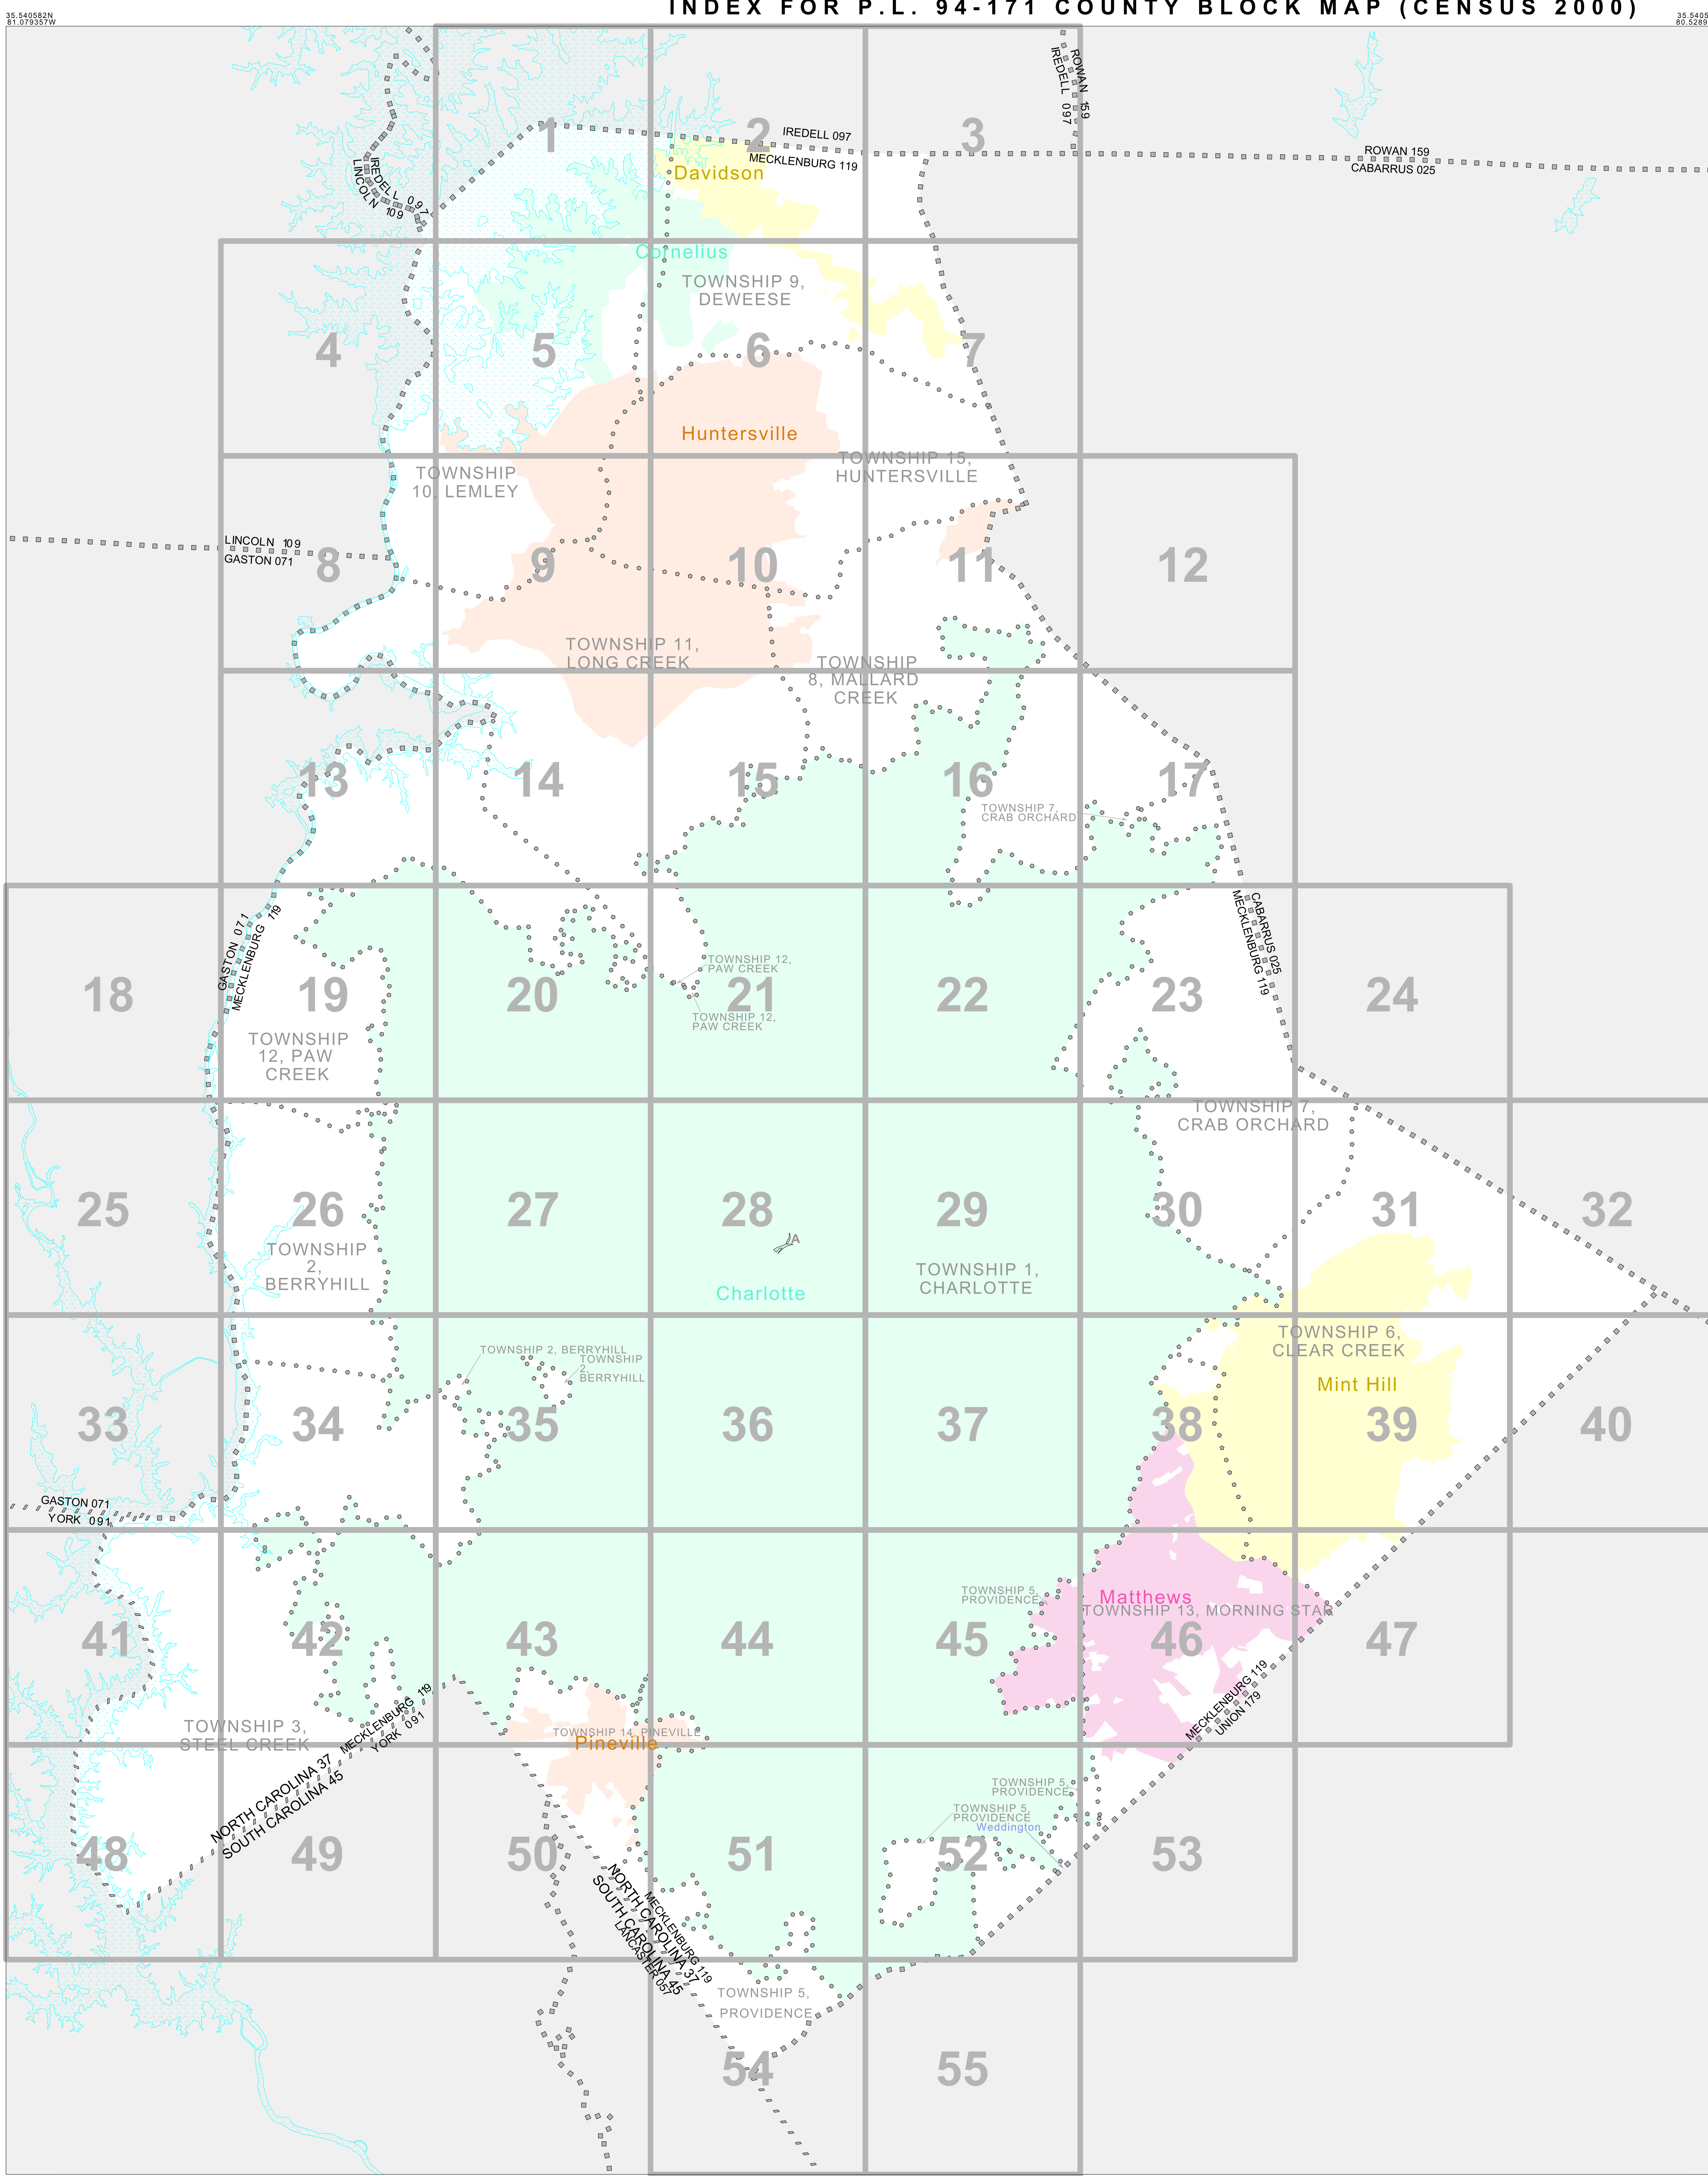 INDEX FOR P.L. 94-171 COUNTY BLOCK MAP (CENSUS 2000)
35.540582N
81.079357W
35.5405
80.5289
ROWAN 159
IREDELL 097
1
2
3
IREDELL 097
MECKLENBURG 119
ROWAN 159
CABARRUS 025
IREDELL 097
LINCOLN 109
Davidson
Cornelius
TOWNSHIP 9,
DEWEESE
4
5
6
7
Huntersville
TOWNSHIP
10, LEMLEY
TOWNSHIP 15,
HUNTERSVILLE
LINCOLN 109
GASTON 071
8
9
10
11
12
TOWNSHIP 11,
LONG CREEK
TOWNSHIP
8, MALLARD
CREEK
13
14
15
16
17
TOWNSHIP 7,
CRAB ORCHARD
GASTON 071
MECKLENBURG 119
CABARRUS 025
MECKLENBURG 119
18
19
20
21
22
23
24
TOWNSHIP 12,
PAW CREEK
TOWNSHIP 12,
PAW CREEK
TOWNSHIP
12, PAW
CREEK
TOWNSHIP 7,
CRAB ORCHARD
25
26
27
28
29
30
31
32
A
TOWNSHIP
2,
BERRYHILL
Charlotte
TOWNSHIP 1,
CHARLOTTE
TOWNSHIP 6,
CLEAR CREEK
TOWNSHIP 2, BERRYHILL
TOWNSHIP
2,
BERRYHILL
Mint Hill
33
34
35
36
37
38
39
40
GASTON 071
YORK 091
TOWNSHIP 5,
PROVIDENCE
Matthews
TOWNSHIP 13, MORNING STAR
41
42
43
44
45
46
47
MECKLENBURG 119
YORK 091
MECKLENBURG 119
UNION 179
TOWNSHIP 3,
STEEL CREEK
TOWNSHIP 14, PINEVILLE
Pineville
NORTH CAROLINA 37
SOUTH CAROLINA 45
TOWNSHIP 5,
PROVIDENCE
TOWNSHIP 5,
PROVIDENCE
Weddington
48
49
50
51
52
53
MECKLENBURG 119
NORTH CAROLINA 37
SOUTH CAROLINA 45
LANCASTER 057
TOWNSHIP 5,
PROVIDENCE
54
55